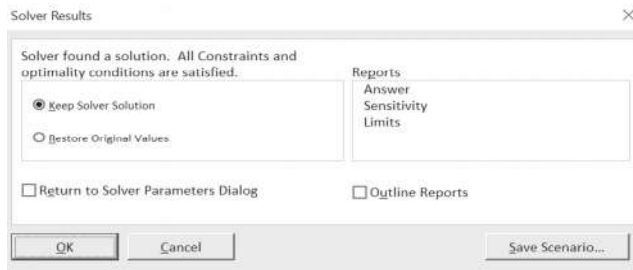 Solver Results
Solver found a solution. All Constraints and
optimality conditions are satisfied.
Keep Solver Solution
Restore Original Values
Reports
Answer
Sensitivity
Limits
Return to Solver Parameters Dialog
Outline Reports
OK
Cancel
Save Scenario...